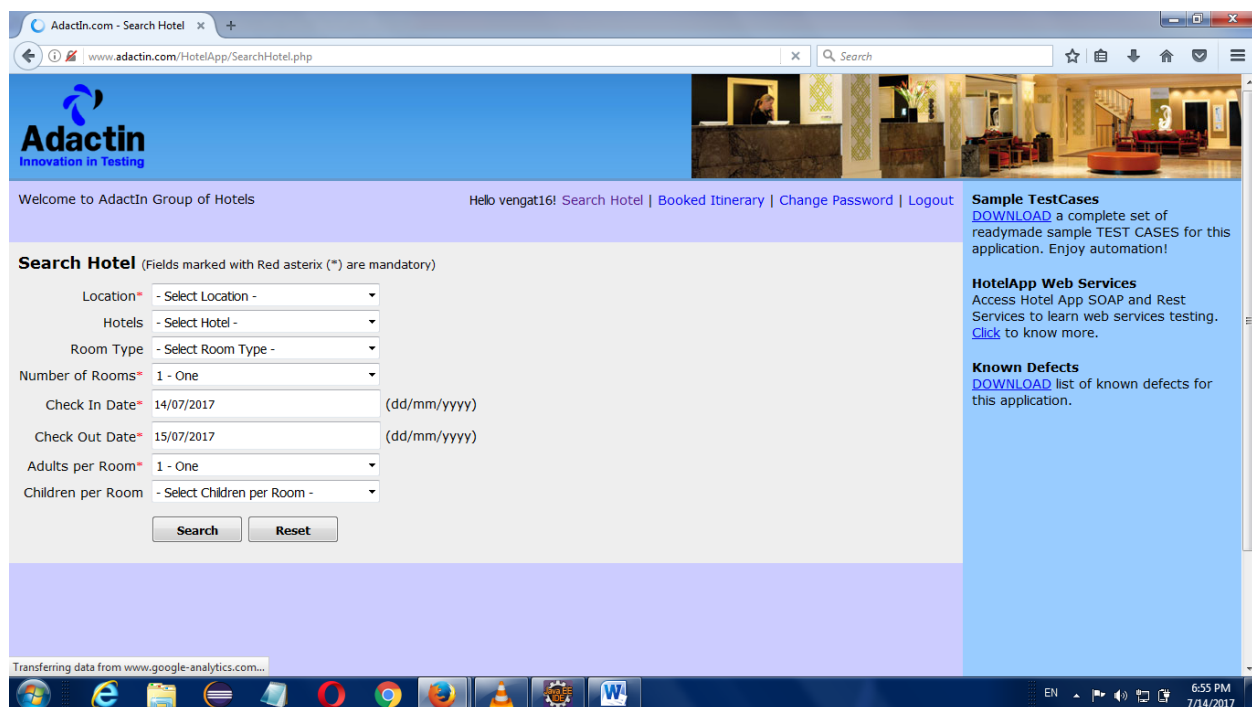 AdactIn.com - Search Hotel
www.adactin.com/HotelApp/SearchHotel.php
Search
Adactin
Innovation in Testing
Welcome to AdactIn Group of Hotels
Hello vengat16! Search Hotel | Booked Itinerary | Change Password | Logout
Search Hotel (Fields marked with Red asterix (*) are mandatory)
Location* - Select Location -
Hotels - Select Hotel -
Room Type - Select Room Type -
Number of Rooms* 1 - One
Check In Date* 14/07/2017 (dd/mm/yyyy)
Check Out Date* 15/07/2017 (dd/mm/yyyy)
Adults per Room* 1 - One
Children per Room - Select Children per Room -
Search Reset
Sample TestCases
DOWNLOAD a complete set of
readymade sample TEST CASES for this
application. Enjoy automation!
HotelApp Web Services
Access Hotel App SOAP and Rest
Services to learn web services testing.
Click to know more.
Known Defects
DOWNLOAD list of known defects for
this application.
Transferring data from www.google-analytics.com...
Java EE
IDE
W
EN
6:55 PM
7/14/2017